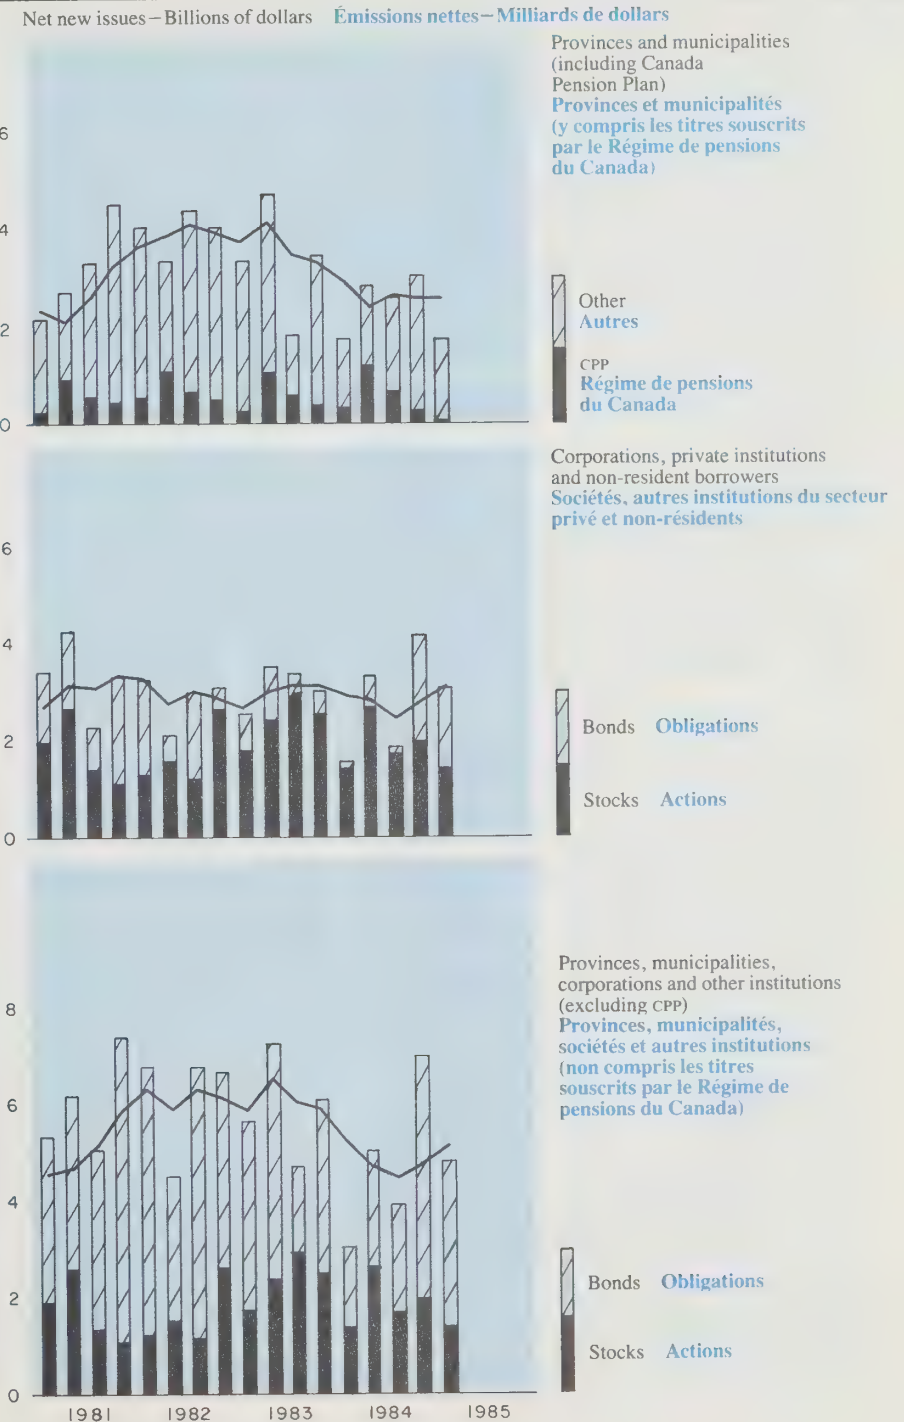 Net new issues—Billions of dollars Émissions nettes—Milliards de dollars
Provinces and municipalities
(including Canada
Pension Plan)
Provinces et municipalités
(y compris les titres souscrits
par le Régime de pensions
du Canada)
6
4
2
0
Other
Autres
CPP
Régime de pensions
du Canada
Corporations, private institutions
and non-resident borrowers
Sociétés, autres institutions du secteur
privé et non-résidents
6
4
2
0
Bonds Obligations
Stocks Actions
Provinces, municipalities,
corporations and other institutions
(excluding CPP)
Provinces, municipalités,
sociétés et autres institutions
(non compris les titres
souscrits par le Régime de
pensions du Canada)
8
6
4
2
0
Bonds Obligations
Stocks Actions
1981 1982 1983 1984 1985